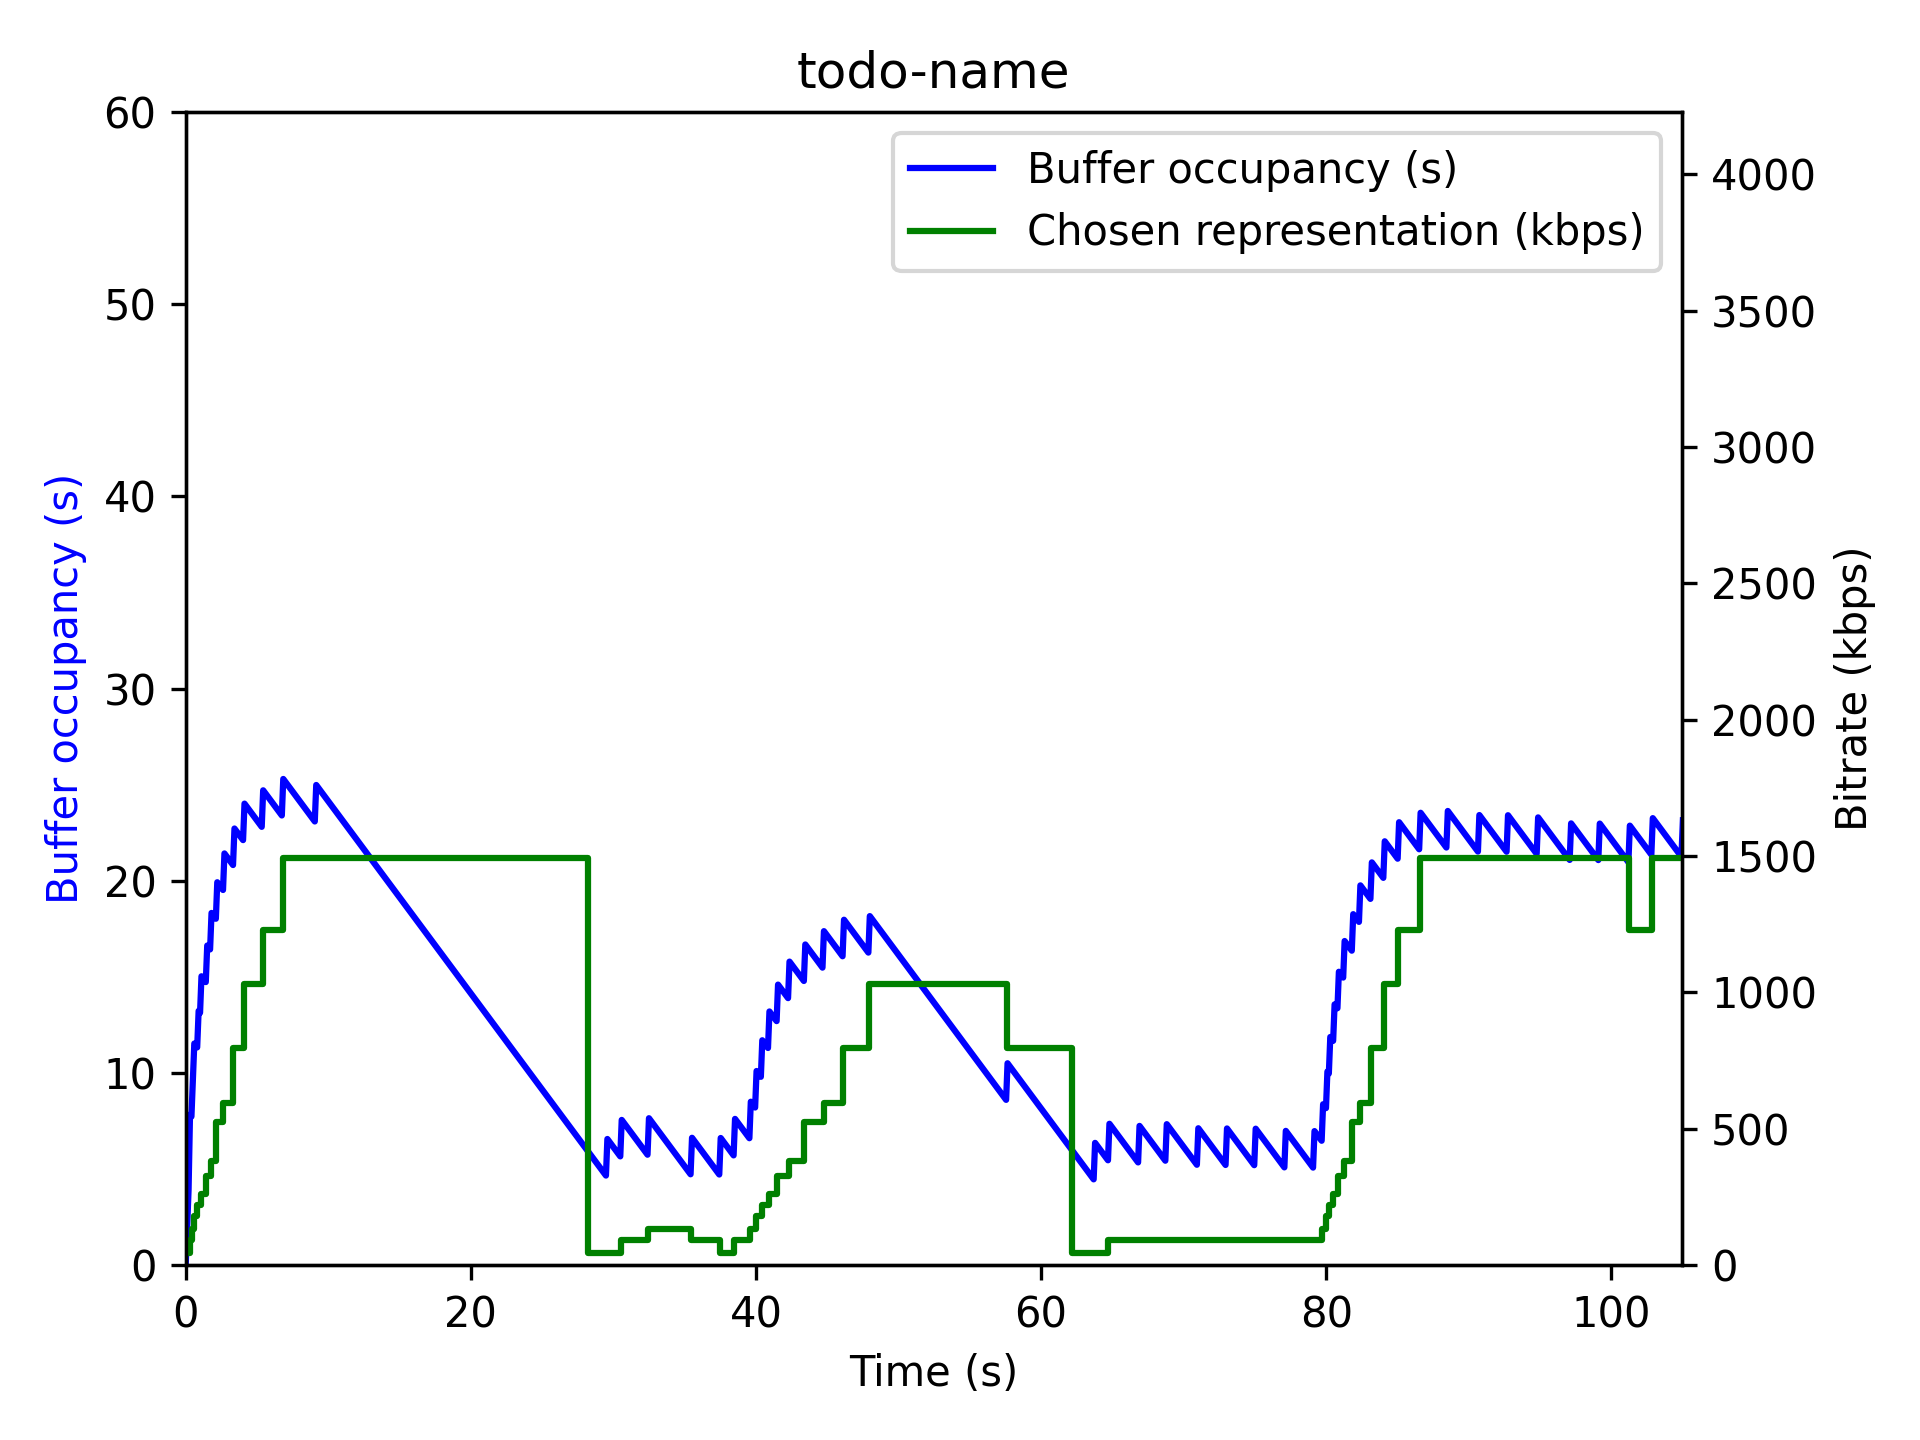 todo-name
Buffer occupancy (s)
Chosen representation (kbps)
60
50
40
30
20
10
0
Buffer occupancy (s)
4000
3500
3000
2500
2000
1500
1000
500
0
Bitrate (kbps)
0 20 40 60 80 100
Time (s)